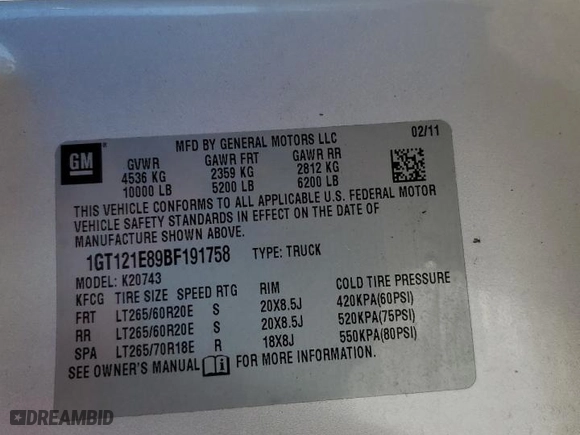 MFD BY GENERAL MOTORS LLC 02/11
GM
GVWR GAWR FRT GAWR RR
4536 KG 2359 KG 2812 KG
10000 LB 5200 LB 6200 LB
THIS VEHICLE CONFORMS TO ALL APPLICABLE U.S. FEDERAL MOTOR
VEHICLE SAFETY STANDARDS IN EFFECT ON THE DATE OF
MANUFACTURE SHOWN ABOVE.
1GT121E89BF191758 TYPE: TRUCK
MODEL: K20743
KFCG TIRE SIZE SPEED RTG RIM COLD TIRE PRESSURE
FRT LT265/60R20E S 20X8.5J 420KPA(60PSI)
RR LT265/60R20E S 20X8.5J 520KPA(75PSI)
SPA LT265/70R18E R 18X8J 550KPA(80PSI)
SEE OWNER'S MANUAL FOR MORE INFORMATION.
DREAMBID